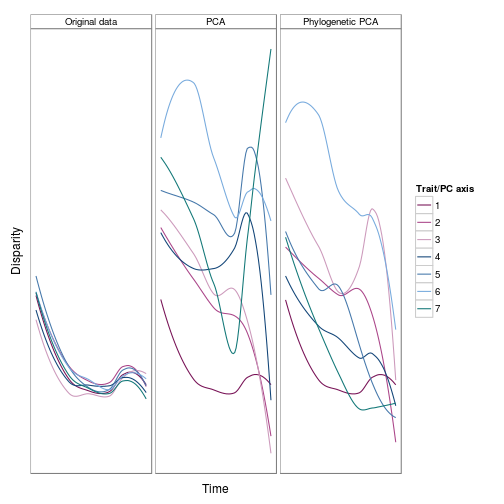 Original data
PCA
Phylogenetic PCA
Disparity
Time
Trait/PC axis
1
2
3
4
5
6
7